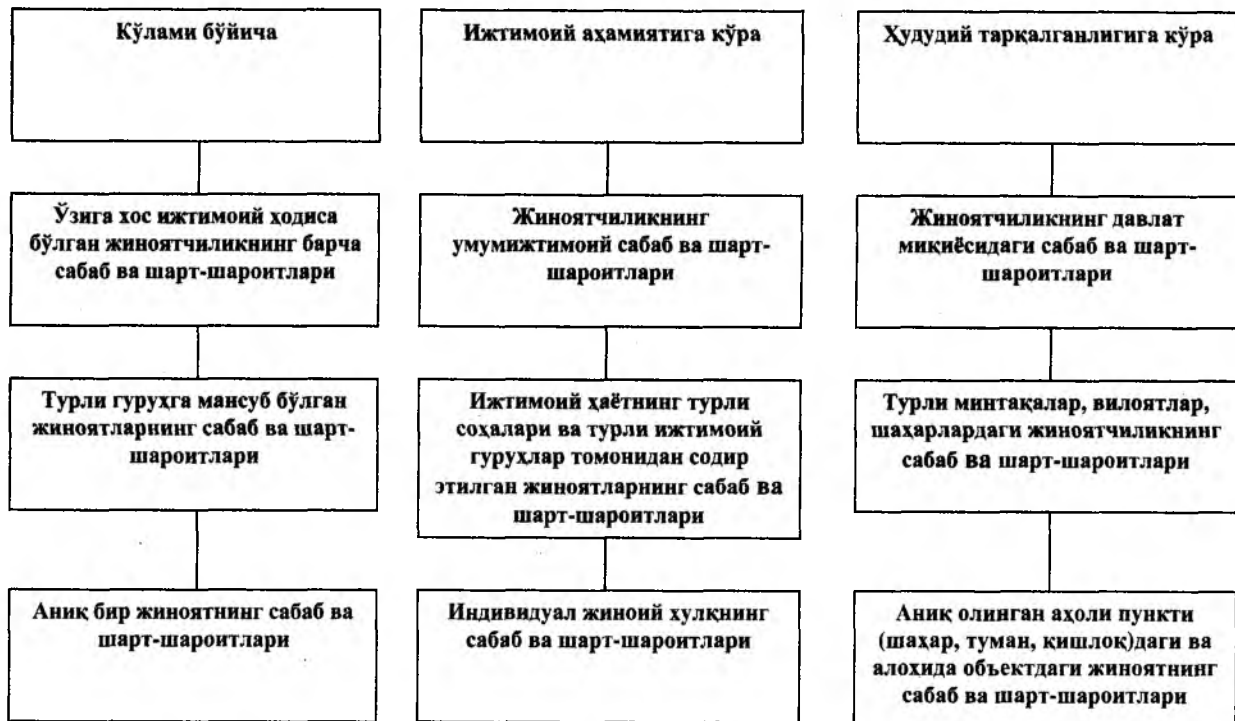 Кўлами бўйича
Ижтимоий аҳамиятига кўра
Ҳудудий тарқалганлигига кўра
Ўзига хос ижтимоий ҳодиса
бўлган жиноятчиликнинг барча
сабаб ва шарт-шароитлари
Жиноятчиликнинг
умумижтимоий сабаб ва шарт-
шароитлари
Жиноятчиликнинг давлат
миқиёсидаги сабаб ва шарт-
шароитлари
Турли гуруҳга мансуб бўлган
жиноятларнинг сабаб ва шарт-
шароитлари
Ижтимоий ҳаётнинг турли
соҳалари ва турли ижтимоий
гуруҳлар томонидан содир
этилган жиноятларнинг сабаб ва
шарт-шароитлари
Турли минтақалар, вилоятлар,
шаҳарлардаги жиноятчиликнинг
сабаб ва шарт-шароитлари
Аниқ бир жиноятнинг сабаб ва
шарт-шароитлари
Индивидуал жиноий хулқнинг
сабаб ва шарт-шароитлари
Аниқ олинган аҳоли пункти
(шаҳар, туман, қишлоқ)даги ва
алоҳида объектдаги жиноятнинг
сабаб ва шарт-шароитлари